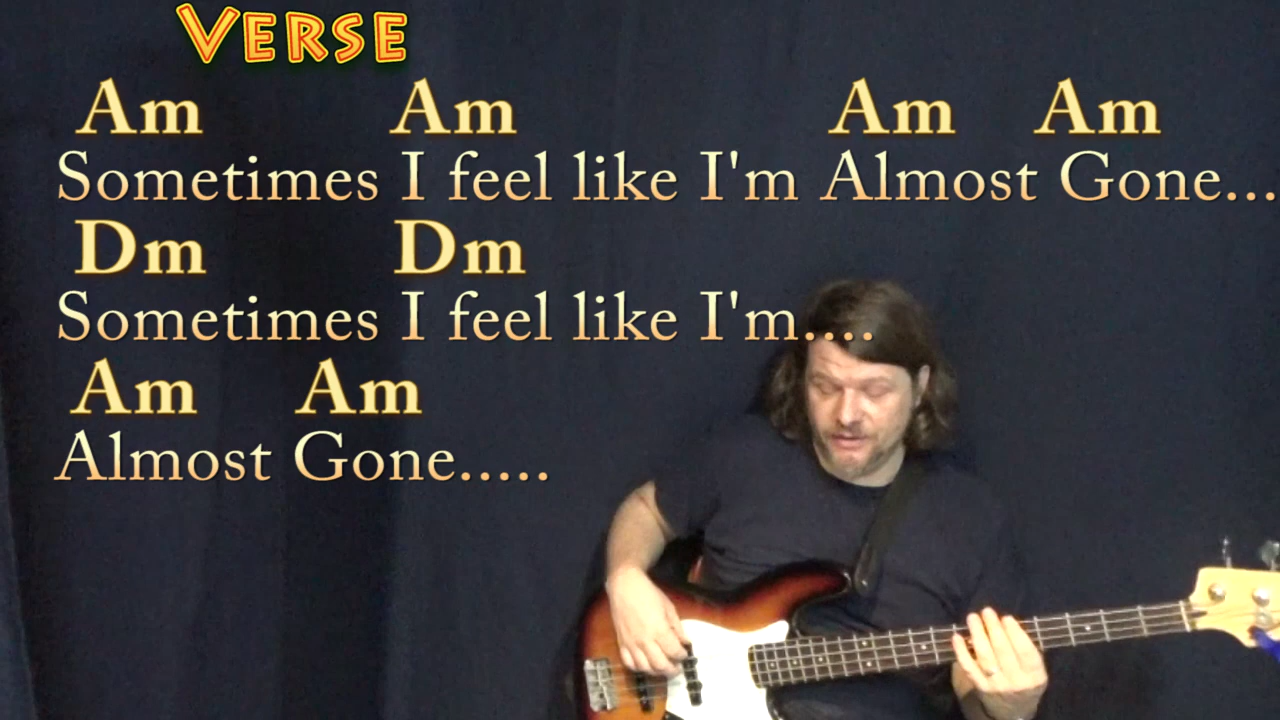 VERSE
Am Am Am Am
Sometimes I feel like I'm Almost Gone...
Dm Dm
Sometimes I feel like I'm....
Am Am
Almost Gone.....